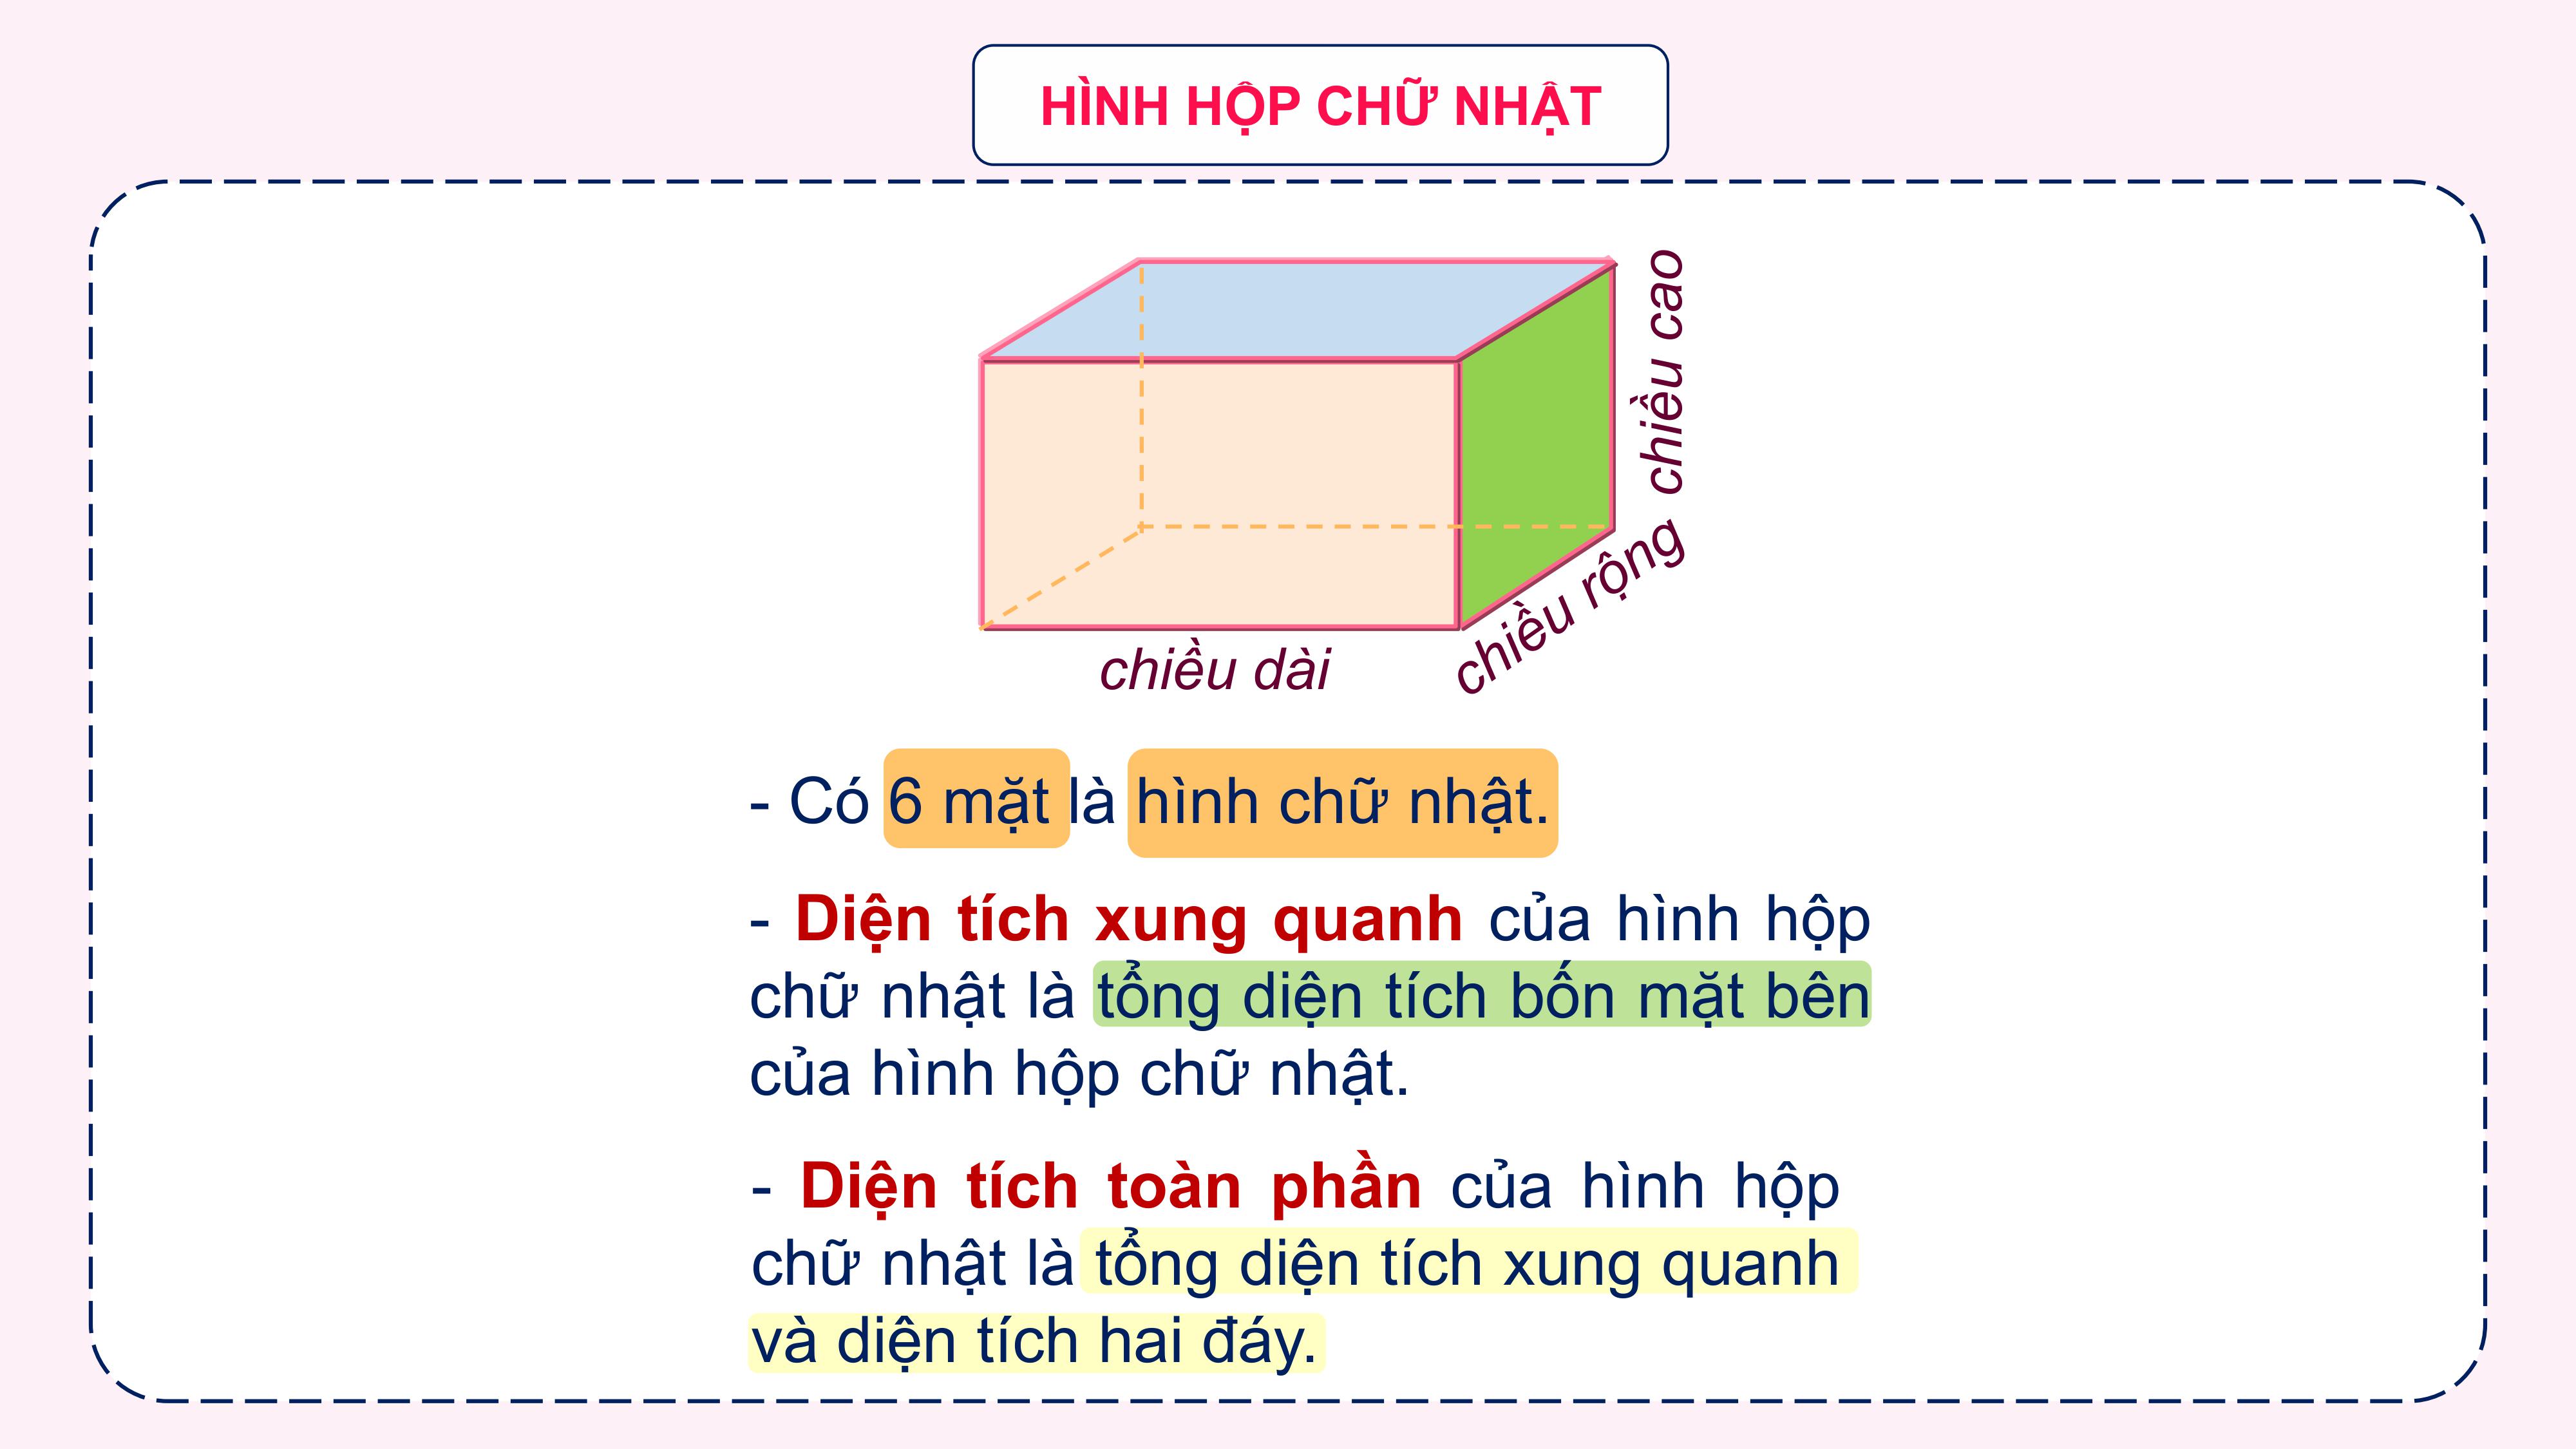 HÌNH HỘP CHỮ NHẬT
chiều cao
chiều rộng
chiều dài
- Có 6 mặt là hình chữ nhật.
- Diện tích xung quanh của hình hộp
chữ nhật là tổng diện tích bốn mặt bên
của hình hộp chữ nhật.
- Diện tích toàn phần của hình hộp
chữ nhật là tổng diện tích xung quanh
và diện tích hai đáy.